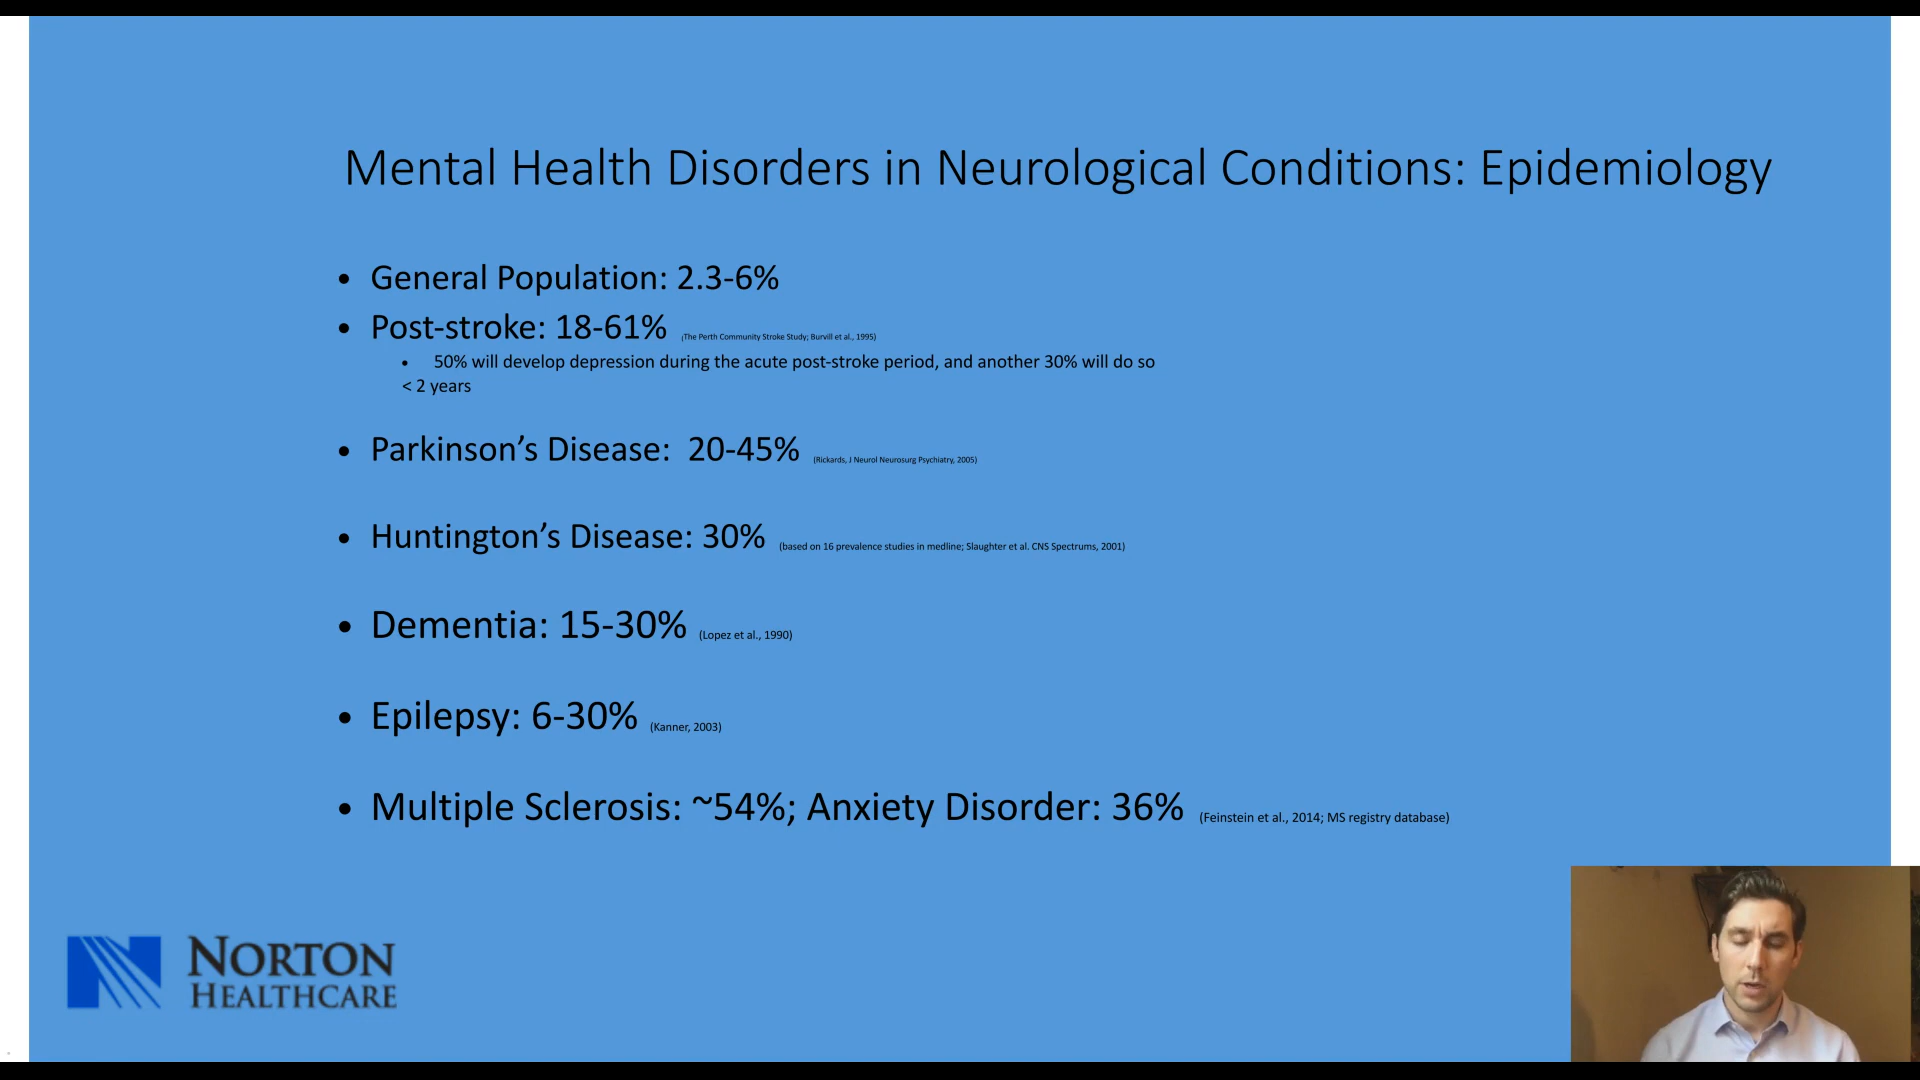 Mental Health Disorders in Neurological Conditions: Epidemiology
• General Population: 2.3-6%
• Post-stroke: 18-61% (The Perth Community Stroke Study; Burvill et al., 1995)
• 50% will develop depression during the acute post-stroke period, and another 30% will do so
< 2 years
• Parkinson’s Disease:  20-45% (Rickards, J Neurol Neurosurg Psychiatry, 2005)
• Huntington’s Disease: 30% (based on 16 prevalence studies in medline; Slaughter et al. CNS Spectrums, 2001)
• Dementia: 15-30% (Lopez et al., 1990)
• Epilepsy: 6-30% (Kanner, 2003)
• Multiple Sclerosis: ~54%; Anxiety Disorder: 36% (Feinstein et al., 2014; MS registry database)
NORTON
HEALTHCARE